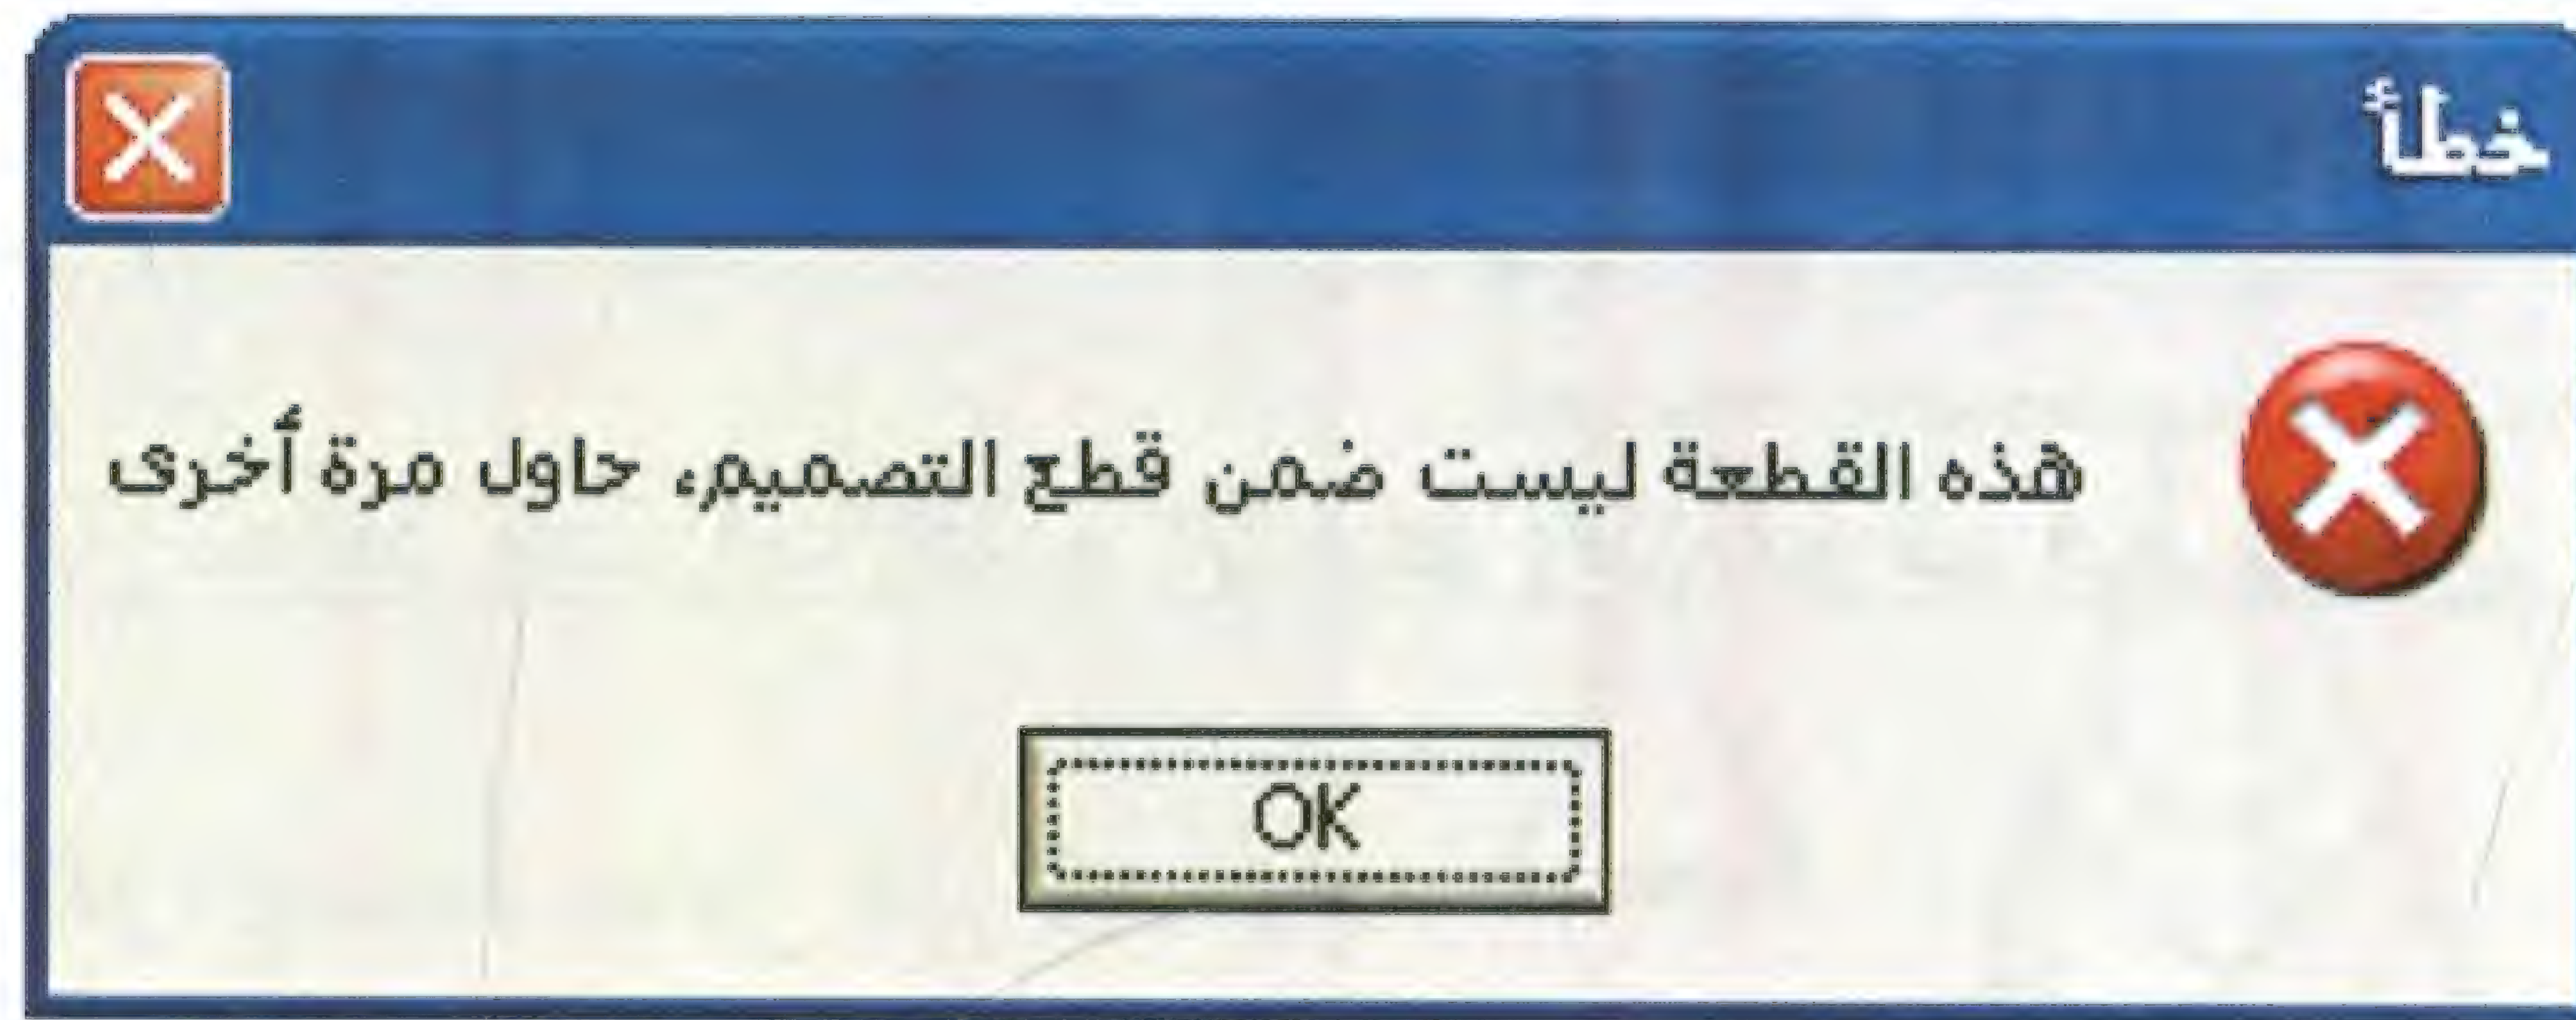 خطأ
هذه القطعة ليست ضمن قطع التصميم، حاول مرة أخرى
OK